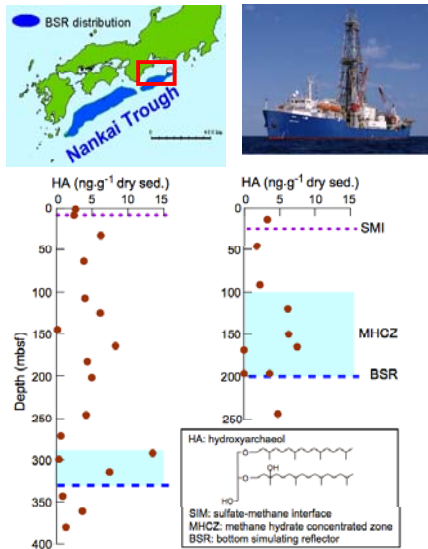 BSR distribution
Nankai Trough
HA (ng·g-1 dry sed.)
0 5 10 15
0
50
100
150
200
250
300
350
400
Depth (mbsf)
HA (ng·g-1 dry sed.)
0 5 10 15
0
50
100
150
200
250
SMI
MHCZ
BSR
HA: hydroxyarchaeol
O
OH
O
HO
SIM: sulfate-methane interface
MHCZ: methane hydrate concentrated zone
BSR: bottom simulating reflector